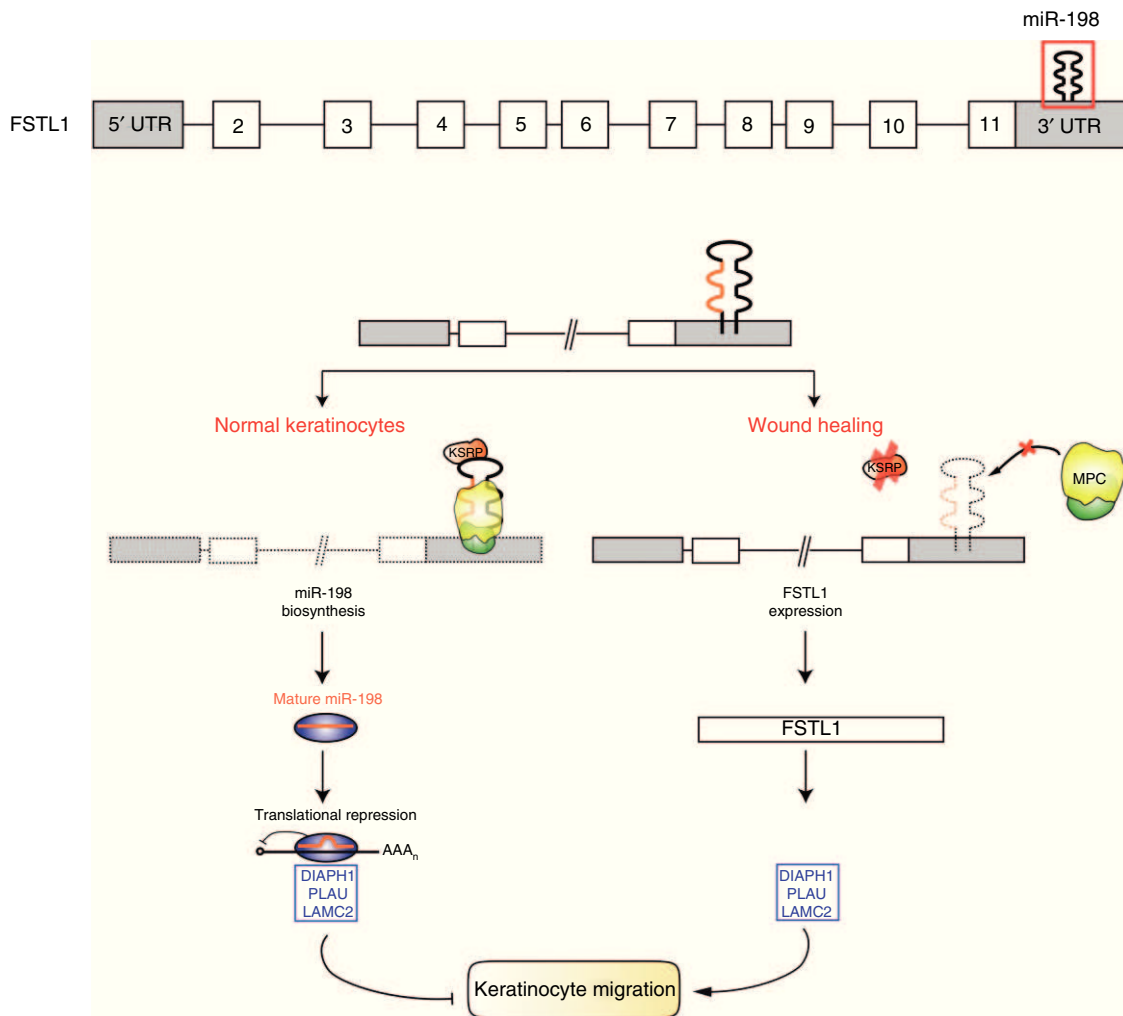 miR-198
FSTL1
5′ UTR
2
3
4
5
6
7
8
9
10
11
3′ UTR
Normal keratinocytes
Wound healing
KSRP
KSRP
MPC
miR-198
biosynthesis
FSTL1
expression
Mature miR-198
FSTL1
Translational repression
AAAn
DIAPH1
PLAU
LAMC2
DIAPH1
PLAU
LAMC2
Keratinocyte migration